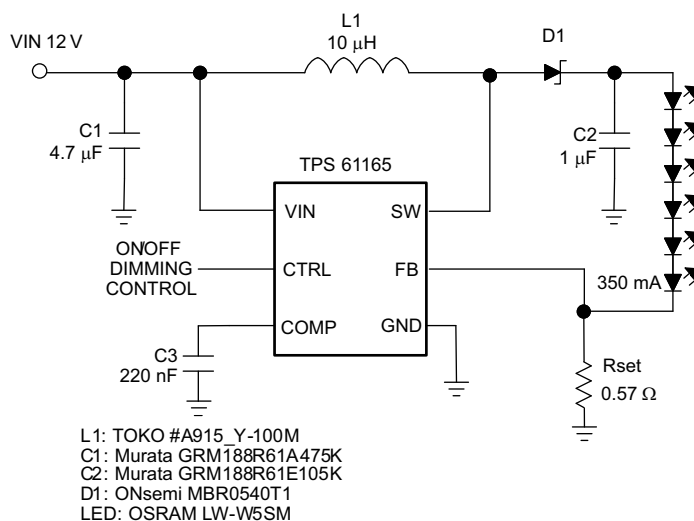 L1
10 µH
VIN 12 V
D1
C1
4.7 µF
C2
1 µF
TPS 61165
VIN
SW
ON/OFF
DIMMING
CONTROL
CTRL
FB
350 mA
COMP
GND
C3
220 nF
Rset
0.57 Ω
L1: TOKO #A915_Y-100M
C1: Murata GRM188R61A475K
C2: Murata GRM188R61E105K
D1: ONsemi MBR0540T1
LED: OSRAM LW-W5SM